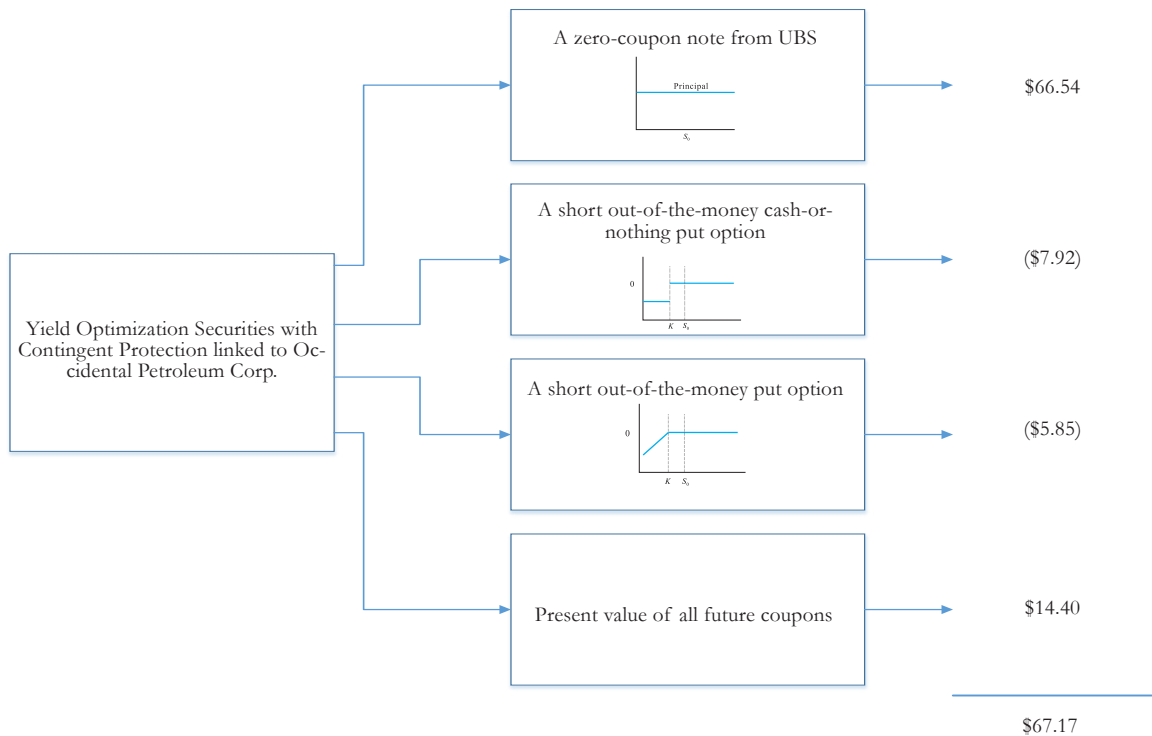 A zero-coupon note from UBS
Principal
S₀
$66.54
A short out-of-the-money cash-or-
nothing put option
0
K S₀
($7.92)
Yield Optimization Securities with
Contingent Protection linked to Oc-
cidental Petroleum Corp.
A short out-of-the-money put option
0
K S₀
($5.85)
Present value of all future coupons
$14.40
$67.17